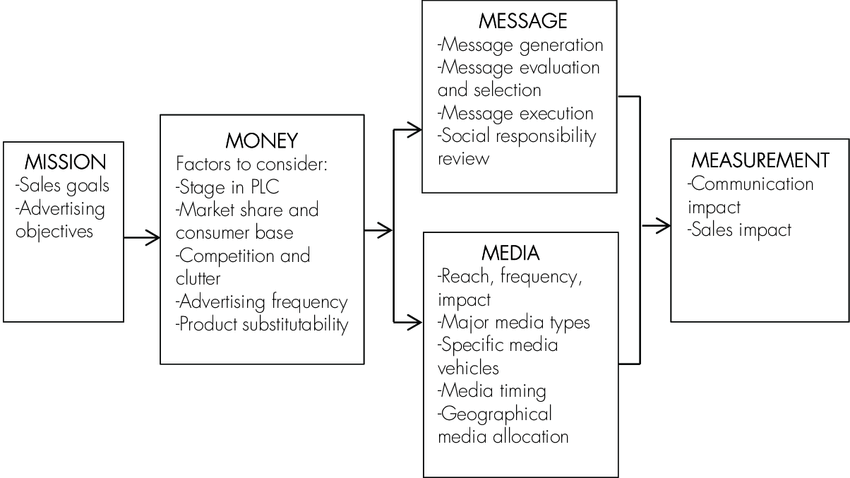 MISSION
-Sales goals
-Advertising
objectives
MONEY
Factors to consider:
-Stage in PLC
-Market share and
consumer base
-Competition and
clutter
-Advertising frequency
-Product substitutability
MESSAGE
-Message generation
-Message evaluation
and selection
-Message execution
-Social responsibility
review
MEDIA
-Reach, frequency,
impact
-Major media types
-Specific media
vehicles
-Media timing
-Geographical
media allocation
MEASUREMENT
-Communication
impact
-Sales impact